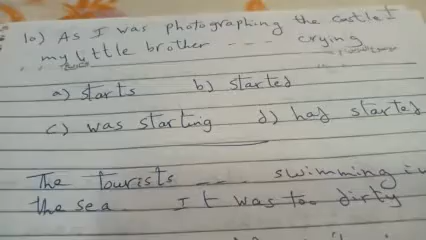 10) As I was photographing the castle
my little brother - - - crying
a) starts b) started
c) was starting d) had started
The tourists - - - swimming in
the sea. It was too dirty